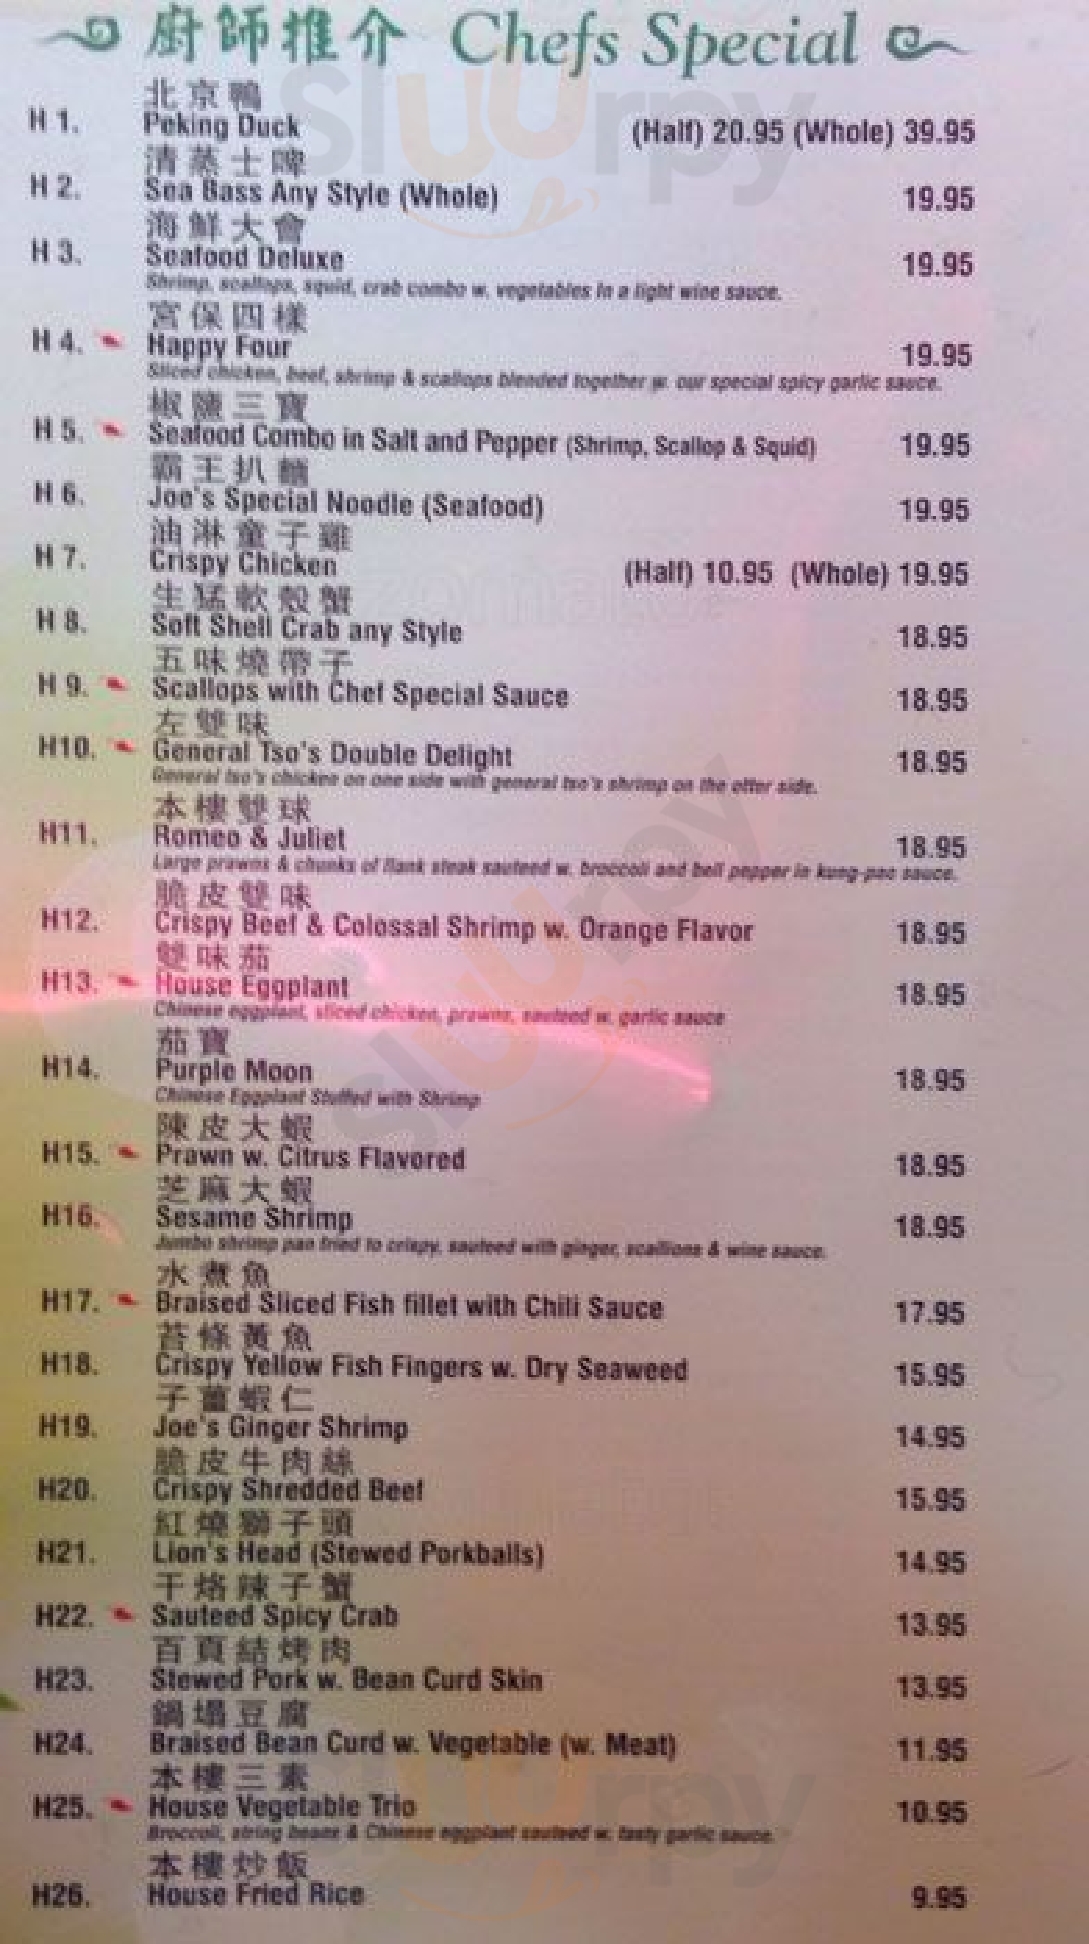 廚師推介 Chefs Special
北京鴨
H 1. Peking Duck (Half) 20.95 (Whole) 39.95
清蒸士啤
H 2. Sea Bass Any Style (Whole) 19.95
海鮮大會
H 3. Seafood Deluxe 19.95
Shrimp, scallops, squid, crab combo w. vegetables in a light wine sauce.
宮保四樣
H 4. Happy Four 19.95
Sliced chicken, beef, shrimp & scallops blended together w. our special spicy garlic sauce.
椒鹽三寶
H 5. Seafood Combo in Salt and Pepper (Shrimp, Scallop & Squid) 19.95
霸王扒麵
H 6. Joe's Special Noodle (Seafood) 19.95
油淋童子雞
H 7. Crispy Chicken (Half) 10.95 (Whole) 19.95
生猛軟殼蟹
H 8. Soft Shell Crab any Style 18.95
五味燒帶子
H 9. Scallops with Chef Special Sauce 18.95
左雙味
H10. General Tso's Double Delight 18.95
General tso's chicken on one side with general tso's shrimp on the otter side.
本樓雙球
H11. Romeo & Juliet 18.95
Large prawns & chunks of flank steak sauteed w. broccoli and bell pepper in kung-pao sauce.
脆皮雙味
H12. Crispy Beef & Colossal Shrimp w. Orange Flavor 18.95
雙味茄
H13. House Eggplant 18.95
Chinese eggplant, sliced chicken, prawns, sauteed w. garlic sauce
茄寶
H14. Purple Moon 18.95
Chinese Eggplant Stuffed with Shrimp
陳皮大蝦
H15. Prawn w. Citrus Flavored 18.95
芝麻大蝦
H16. Sesame Shrimp 18.95
Jumbo shrimp pan fried to crispy, sauteed with ginger, scallions & wine sauce.
水煮魚
H17. Braised Sliced Fish fillet with Chili Sauce 17.95
苔條黃魚
H18. Crispy Yellow Fish Fingers w. Dry Seaweed 15.95
子薑蝦仁
H19. Joe's Ginger Shrimp 14.95
脆皮牛肉絲
H20. Crispy Shredded Beef 15.95
紅燒獅子頭
H21. Lion's Head (Stewed Porkballs) 14.95
干烙辣子蟹
H22. Sauteed Spicy Crab 13.95
百頁結烤肉
H23. Stewed Pork w. Bean Curd Skin 13.95
鍋塌豆腐
H24. Braised Bean Curd w. Vegetable (w. Meat) 11.95
本樓三素
H25. House Vegetable Trio 10.95
Broccoli, string beans & Chinese eggplant sauteed w. tasty garlic sauce.
本樓炒飯
H26. House Fried Rice 9.95
Sluurpy
zomato
Sluurpy
Sluurpy